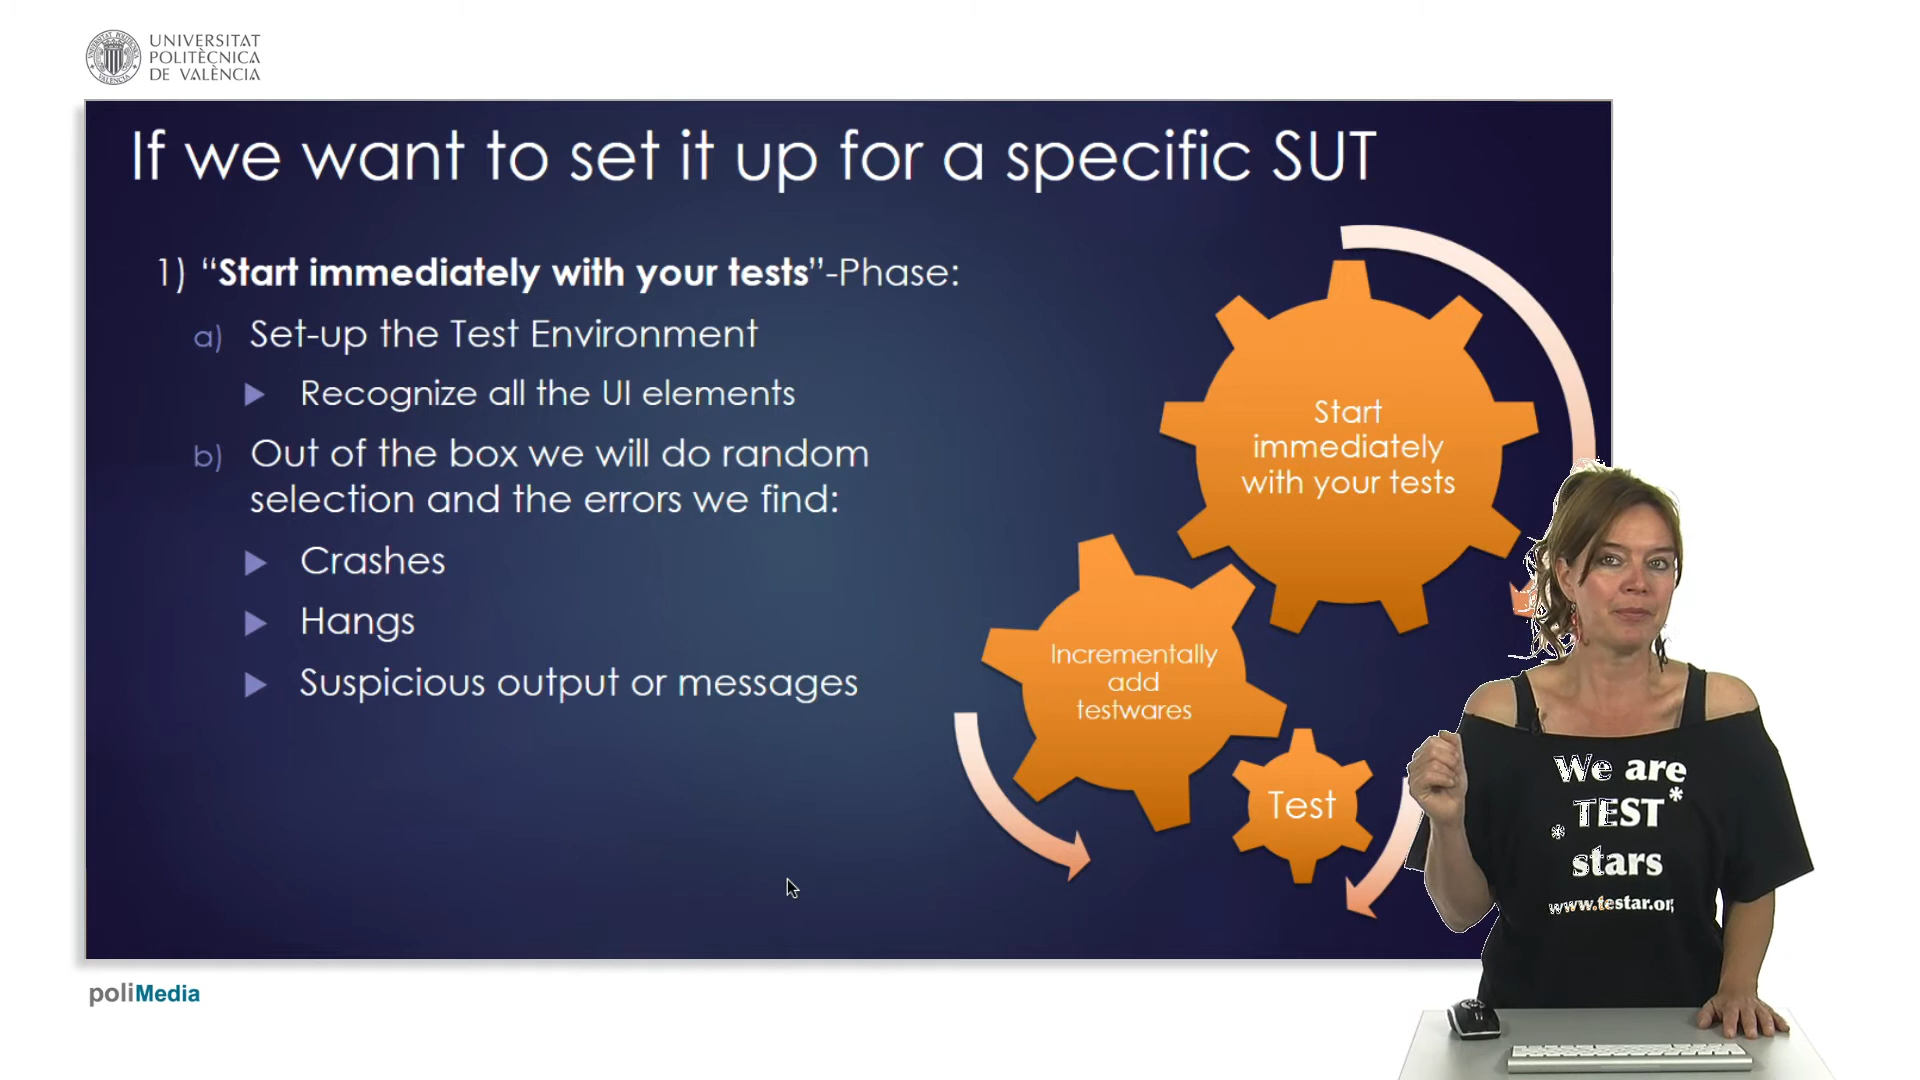 UNIVERSITAT
POLITÈCNICA
DE VALÈNCIA
If we want to set it up for a specific SUT
1) “Start immediately with your tests”-Phase:
a) Set-up the Test Environment
Recognize all the UI elements
b) Out of the box we will do random
selection and the errors we find:
Crashes
Hangs
Suspicious output or messages
Start
immediately
with your tests
Incrementally
add
testwares
Test
We are
TEST*
* stars
www.testar.or
poliMedia